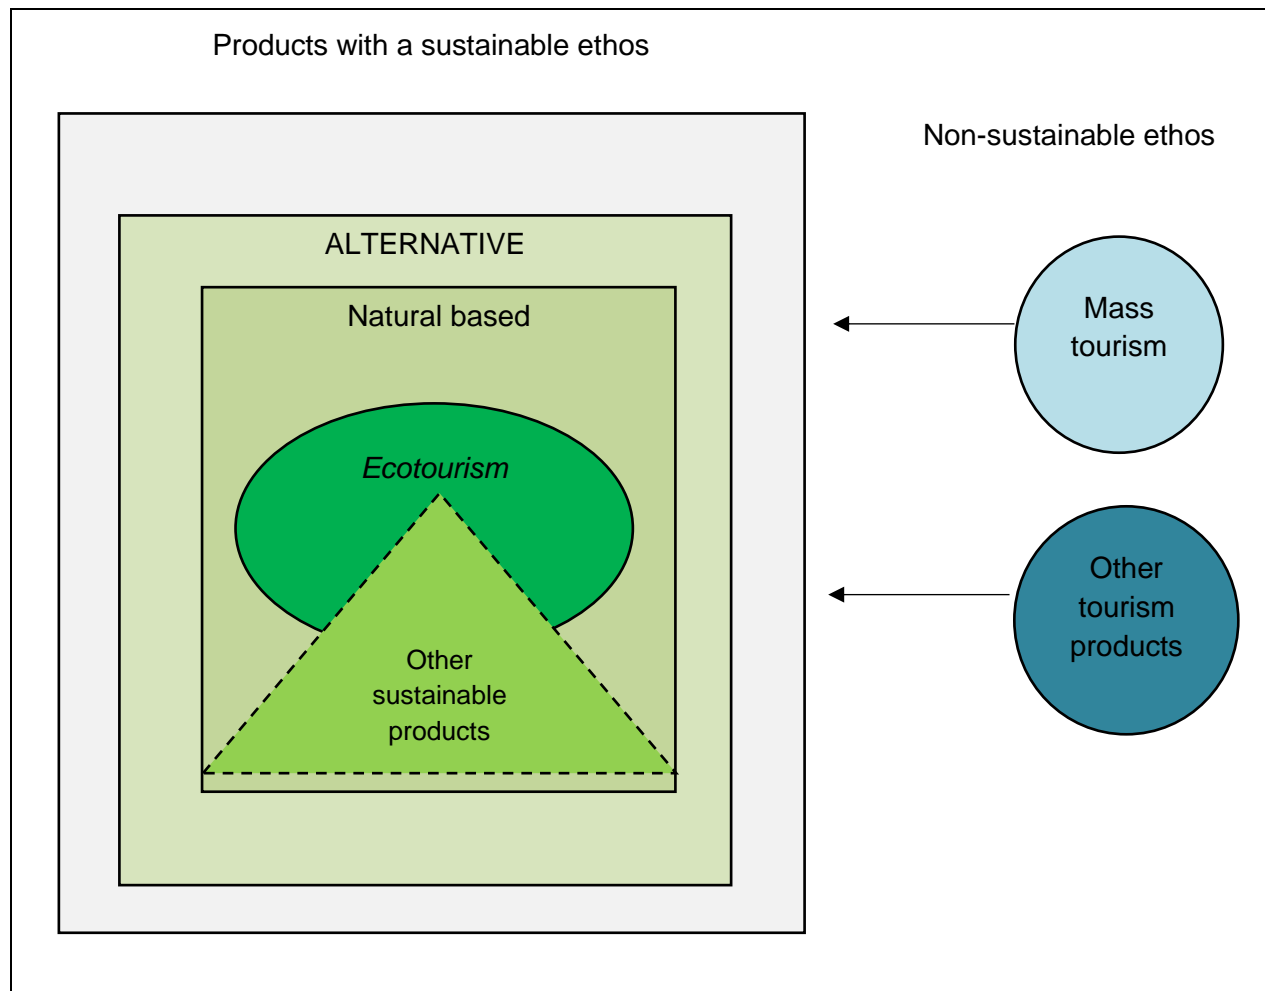 Products with a sustainable ethos
Non-sustainable ethos
ALTERNATIVE
Natural based
Ecotourism
Other
sustainable
products
Mass
tourism
Other
tourism
products